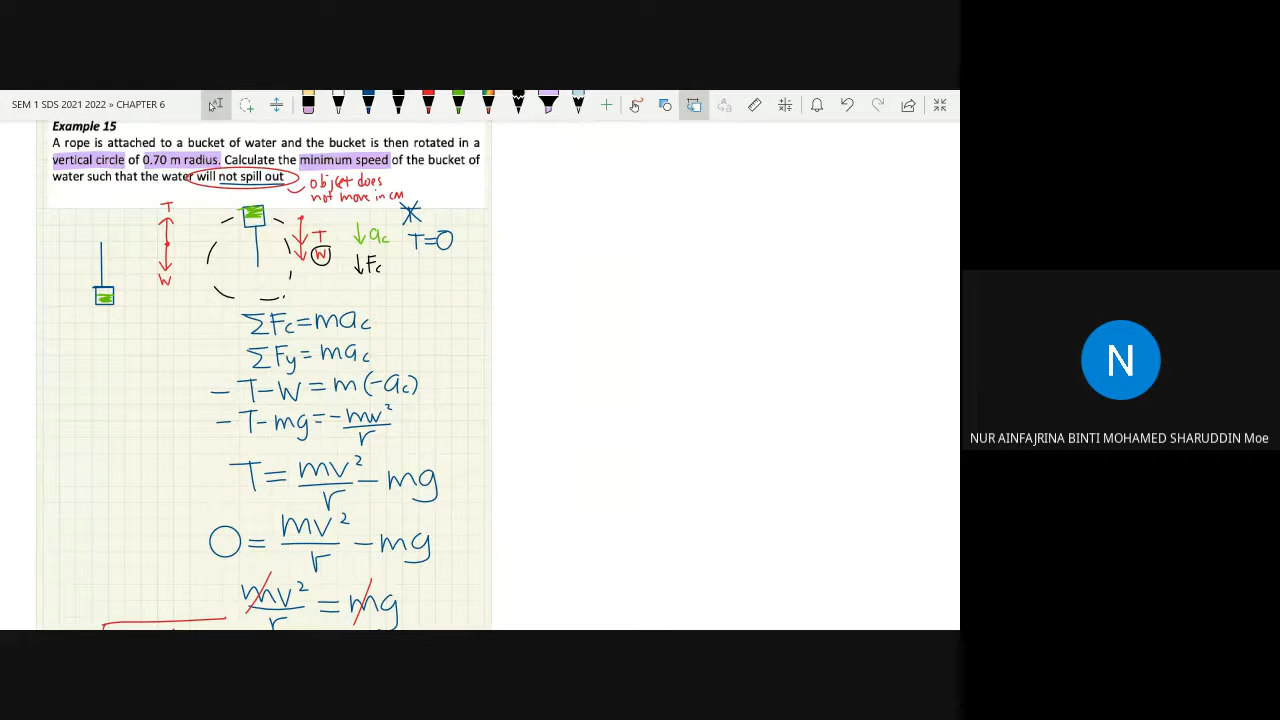 SEM 1 SDS 2021 2022 » CHAPTER 6
Example 15
A rope is attached to a bucket of water and the bucket is then rotated in a
vertical circle of 0.70 m radius. Calculate the minimum speed of the bucket of
water such that the water will not spill out
object does
not move in cm
T
W
T
W
↓ac
↓Fc
T=0
ΣFc=mac
ΣFy=mac
-T-W=m(-ac)
-T-mg=-mv²/r
T=mv²/r-mg
0=mv²/r-mg
mv²/r=mg
N
NUR AINFAJRINA BINTI MOHAMED SHARUDDIN Moe